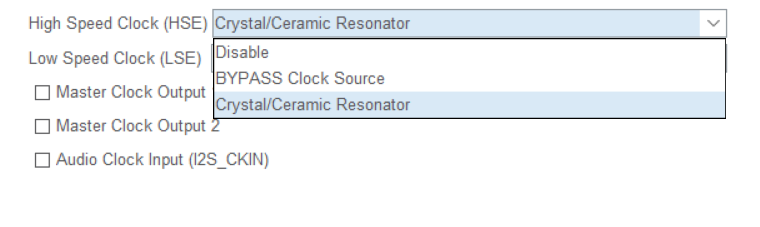 High Speed Clock (HSE) Crystal/Ceramic Resonator
Disable
Low Speed Clock (LSE)
BYPASS Clock Source
Master Clock Output
Crystal/Ceramic Resonator
Master Clock Output 2
Audio Clock Input (I2S_CKIN)